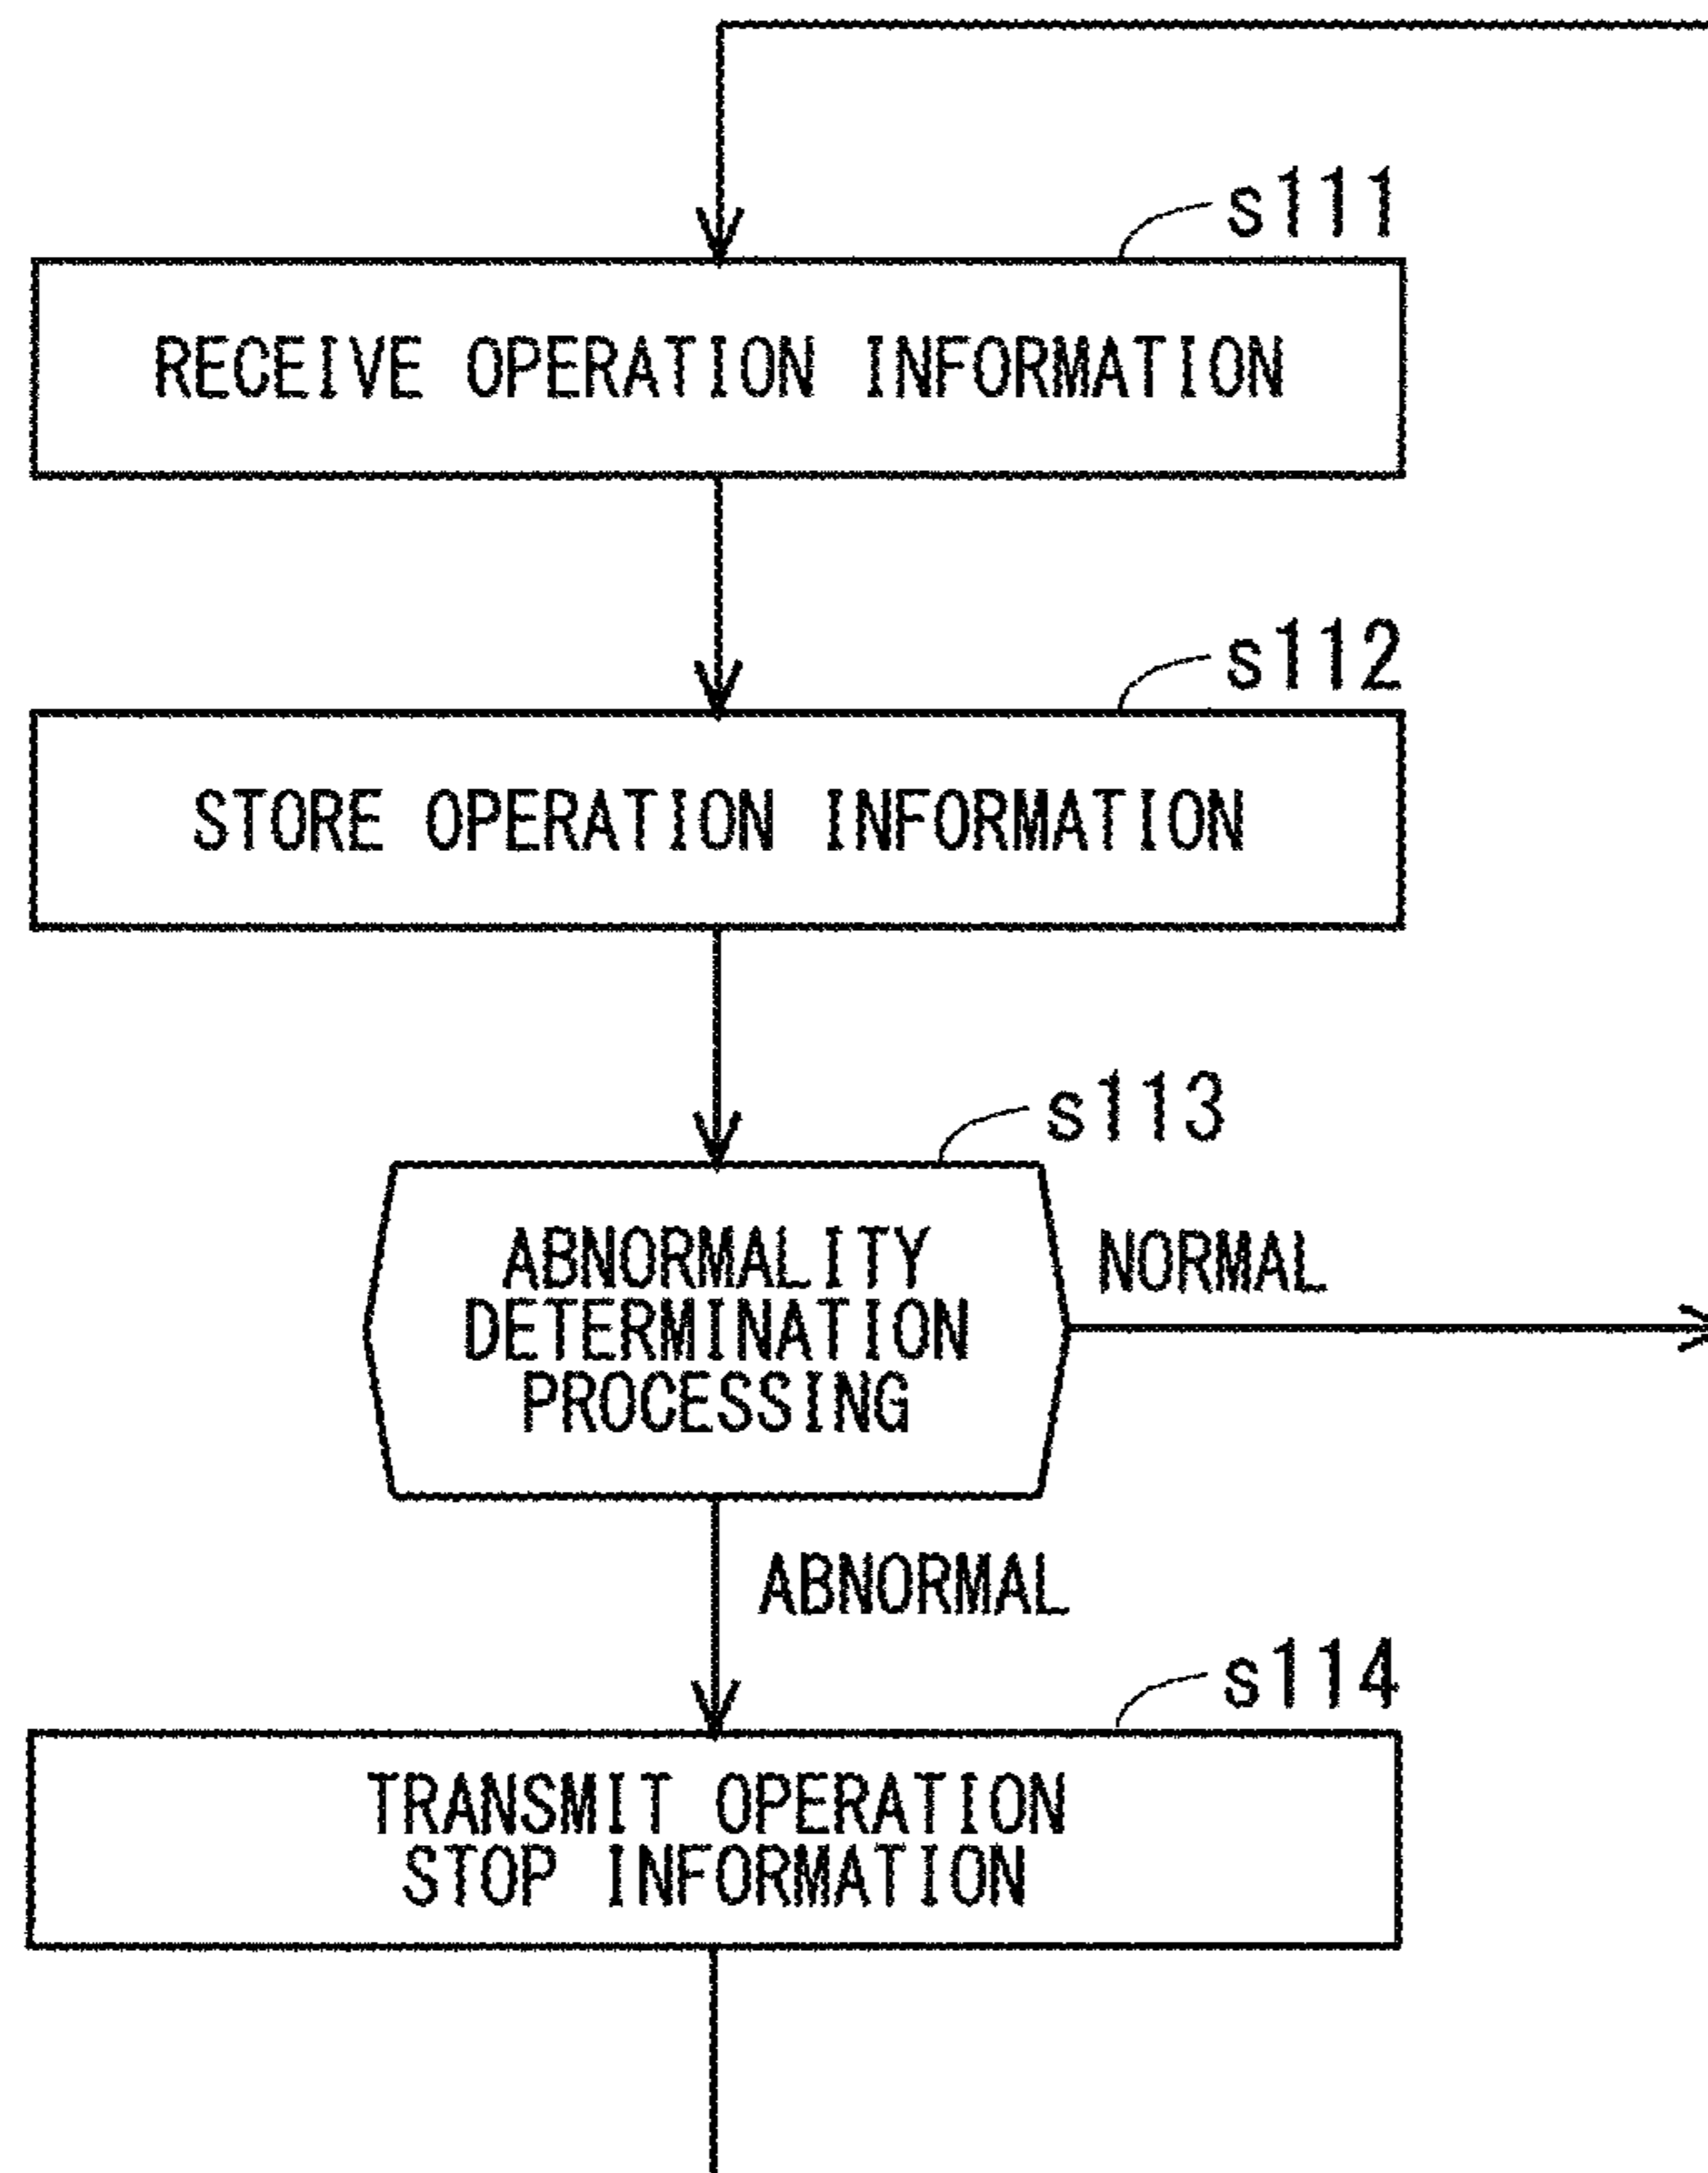 s111
RECEIVE OPERATION INFORMATION
s112
STORE OPERATION INFORMATION
s113
ABNORMALITY
DETERMINATION
PROCESSING
NORMAL
ABNORMAL
s114
TRANSMIT OPERATION
STOP INFORMATION